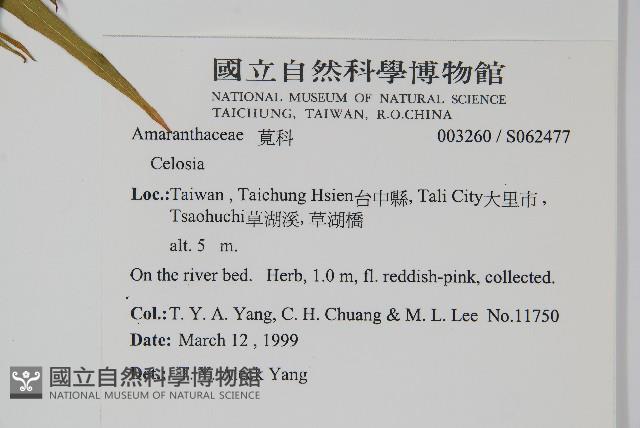 國立自然科學博物館
NATIONAL MUSEUM OF NATURAL SCIENCE
TAICHUNG, TAIWAN, R.O.CHINA
Amaranthaceae 莧科 003260 / S062477
Celosia
Loc.:Taiwan , Taichung Hsien台中縣, Tali City大里市 ,
Tsaohuchi草湖溪, 草湖橋
alt. 5 m.
On the river bed. Herb, 1.0 m, fl. reddish-pink, collected.
Col.:T. Y. A. Yang, C. H. Chuang & M. L. Lee No.11750
Date: March 12 , 1999
Yang
國立自然科學博物館
NATIONAL MUSEUM OF NATURAL SCIENCE